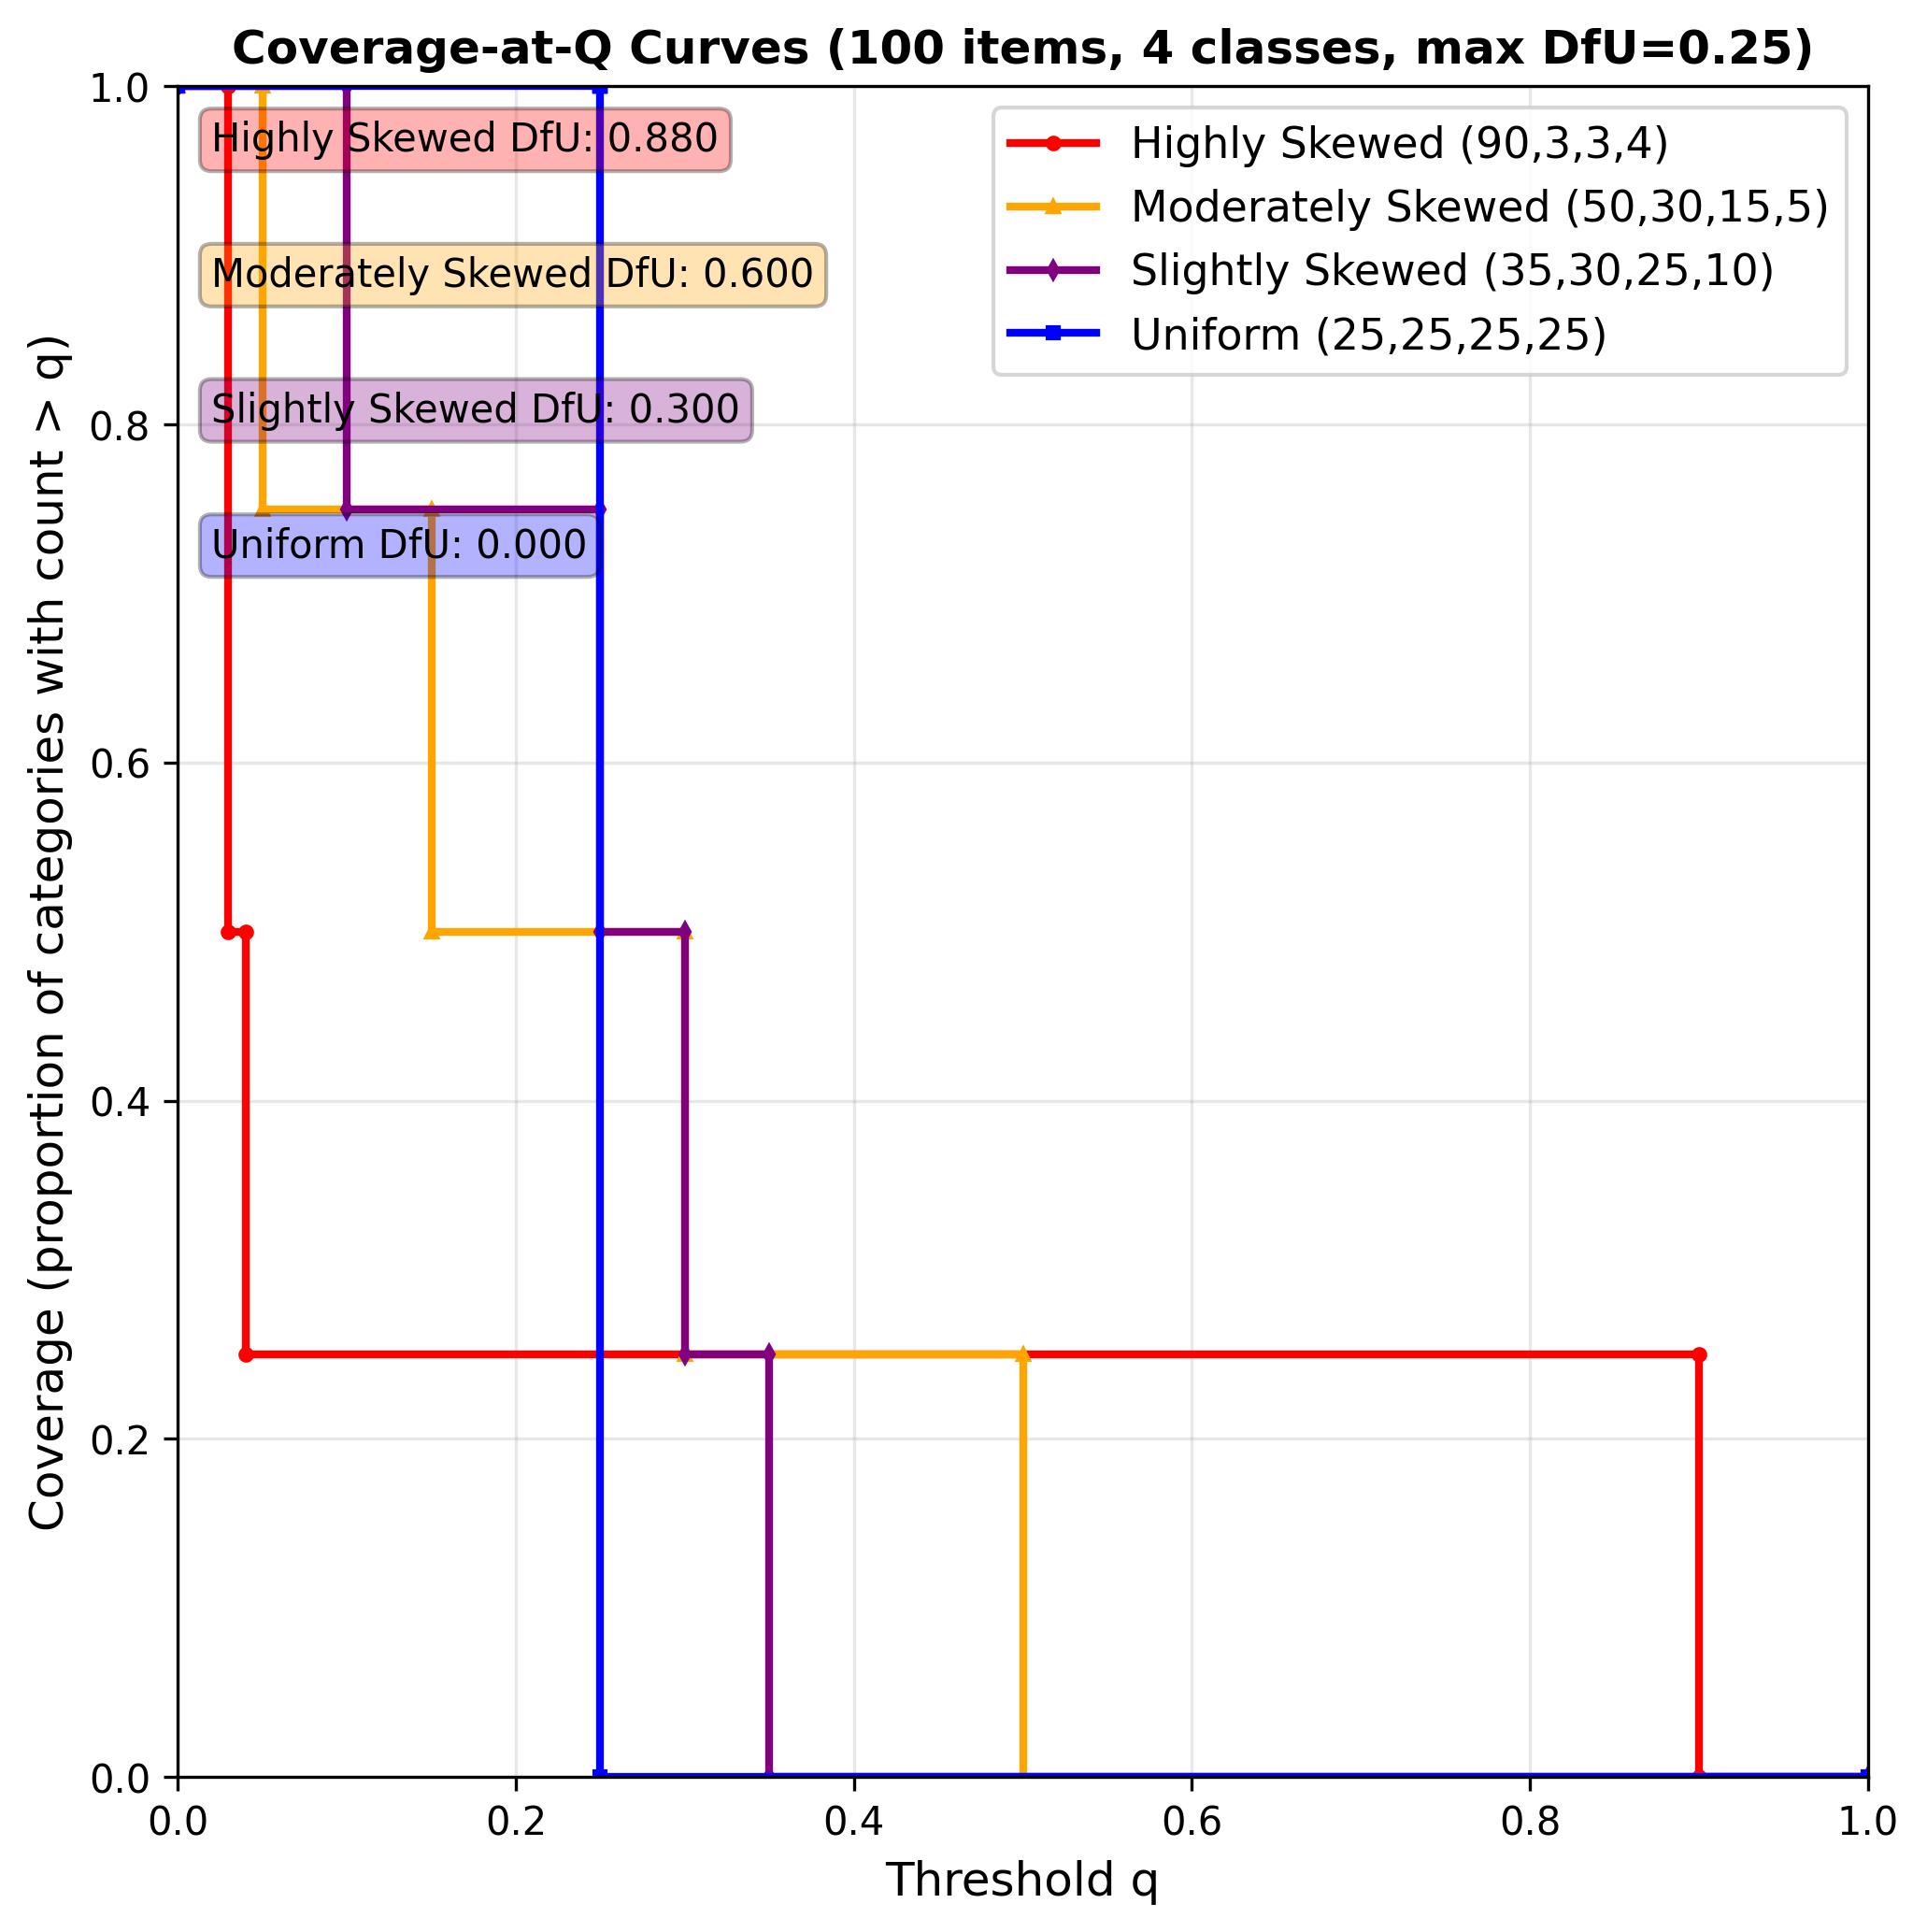 Coverage-at-Q Curves (100 items, 4 classes, max DfU=0.25)
Coverage (proportion of categories with count > q)
1.0
0.8
0.6
0.4
0.2
0.0
Highly Skewed DfU: 0.880
Moderately Skewed DfU: 0.600
Slightly Skewed DfU: 0.300
Uniform DfU: 0.000
Highly Skewed (90,3,3,4)
Moderately Skewed (50,30,15,5)
Slightly Skewed (35,30,25,10)
Uniform (25,25,25,25)
0.0 0.2 0.4 0.6 0.8 1.0
Threshold q